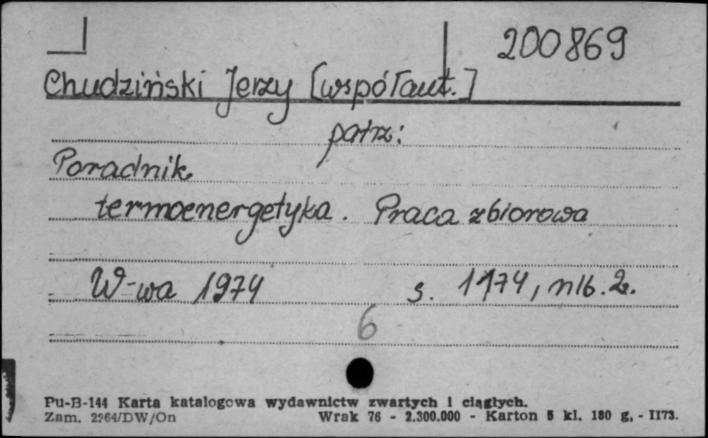 200869
Chudziński Jerzy [współaut.]
patrz:
Poradnik
termoenergetyka. Praca zbiorowa
W-wa 1974 s. 1174, nlb. 2.
6
Pu-B-144 Karta katalogowa wydawnictw zwartych i ciągłych.
Zam. 2964/DW/On Wrak 76 - 2.300.000 - Karton 5 kl. 180 g. - II73.